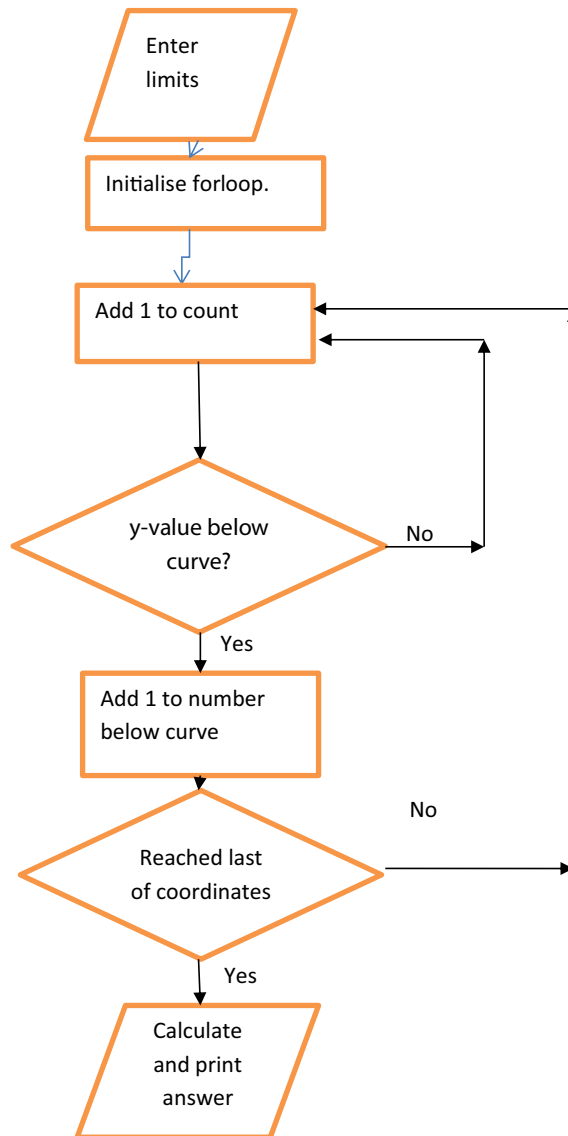 Enter
limits
Initialise forloop.
Add 1 to count
y-value below
curve?
No
Yes
Add 1 to number
below curve
No
Reached last
of coordinates
Yes
Calculate
and print
answer